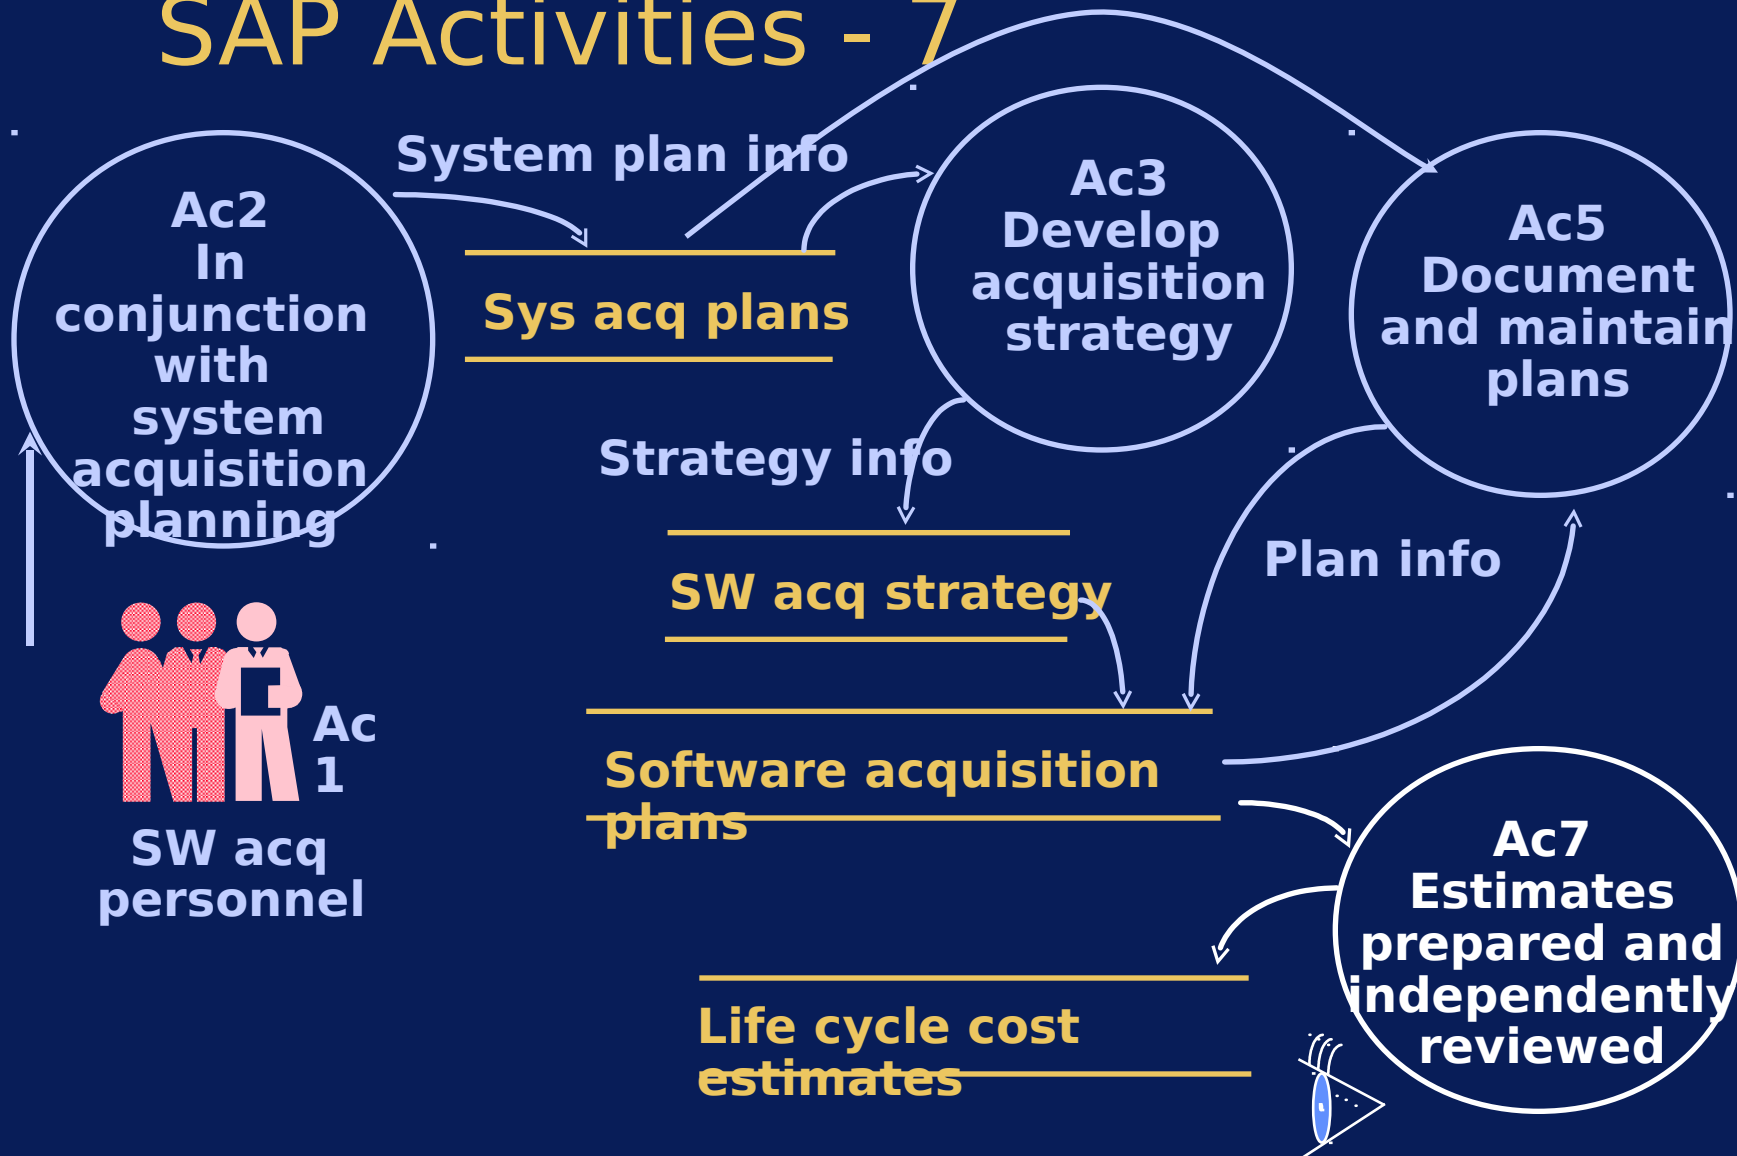 SAP Activities - 7
System plan info
Ac2
In
conjunction
with
system
acquisition
planning
Sys acq plans
Ac3
Develop
acquisition
strategy
Ac5
Document
and maintain
plans
Strategy info
SW acq strategy
Plan info
Software acquisition
plans
Ac
1
SW acq
personnel
Ac7
Estimates
prepared and
independently
reviewed
Life cycle cost
estimates